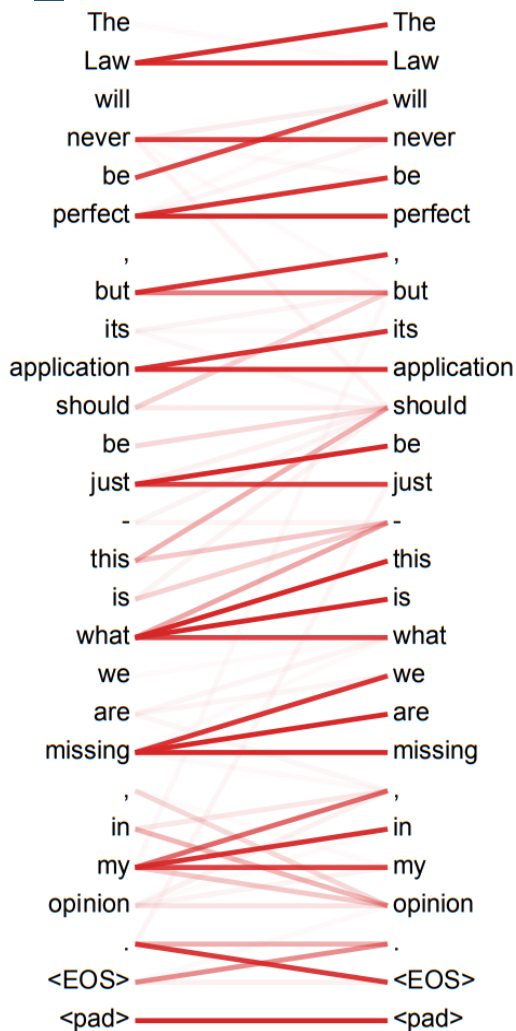 The The
Law Law
will will
never never
be be
perfect perfect
, ,
but but
its its
application application
should should
be be
just just
- -
this this
is is
what what
we we
are are
missing missing
, ,
in in
my my
opinion opinion
. .
<EOS> <EOS>
<pad> <pad>